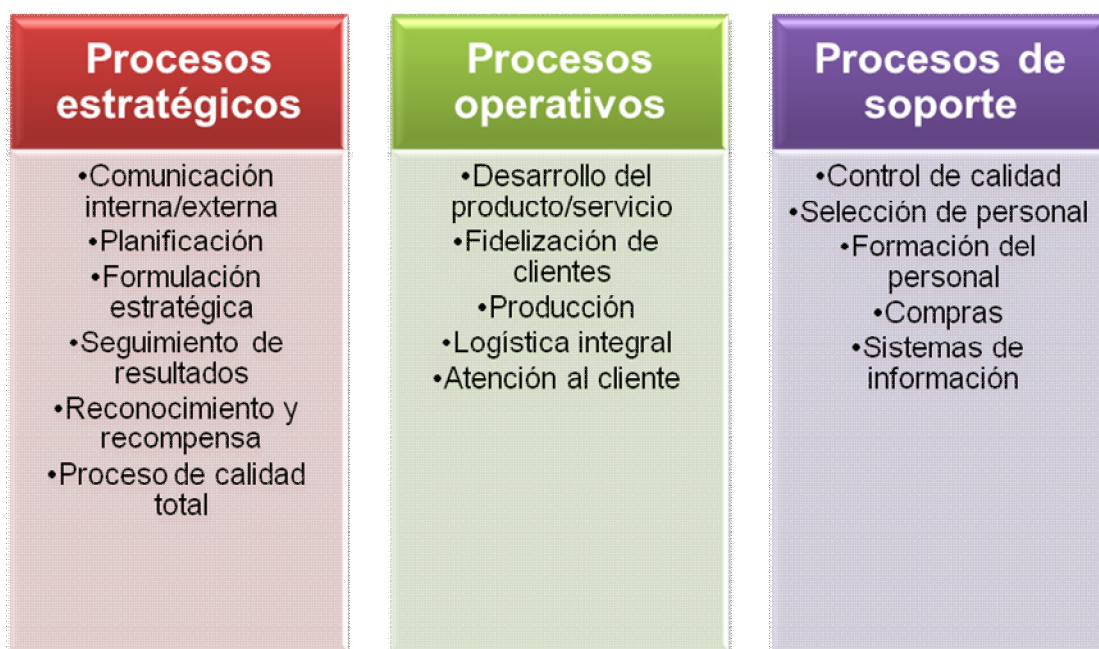 Procesos
estratégicos
•Comunicación
interna/externa
•Planificación
•Formulación
estratégica
•Seguimiento de
resultados
•Reconocimiento y
recompensa
•Proceso de calidad
total
Procesos
operativos
•Desarrollo del
producto/servicio
•Fidelización de
clientes
•Producción
•Logística integral
•Atención al cliente
Procesos de
soporte
•Control de calidad
•Selección de personal
•Formación del
personal
•Compras
•Sistemas de
información